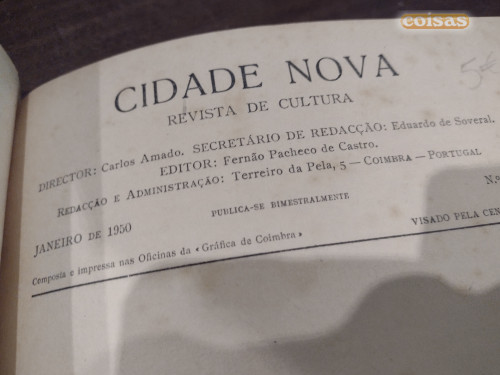 coisas
CIDADE NOVA
5€
REVISTA DE CULTURA
DIRECTOR: Carlos Amado. SECRETÁRIO DE REDACÇÃO: Eduardo de Soveral.
EDITOR: Fernão Pacheco de Castro.
REDACÇÃO E ADMINISTRAÇÃO: Terreiro da Pela, 5 — COIMBRA — PORTUGAL
PUBLICA-SE BIMESTRALMENTE
N.º
JANEIRO DE 1950
VISADO PELA CEN
Composta e impressa nas Oficinas da «Gráfica de Coimbra»